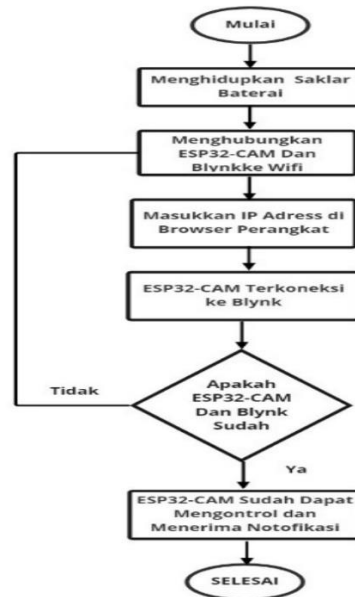 Mulai
Menghidupkan Saklar
Baterai
Menghubungkan
ESP32-CAM Dan
Blynkke Wifi
Masukkan IP Adress di
Browser Perangkat
ESP32-CAM Terkoneksi
ke Blynk
Apakah
ESP32-CAM
Dan Blynk
Sudah
Tidak
Ya
ESP32-CAM Sudah Dapat
Mengontrol dan
Menerima Notofikasi
SELESAI